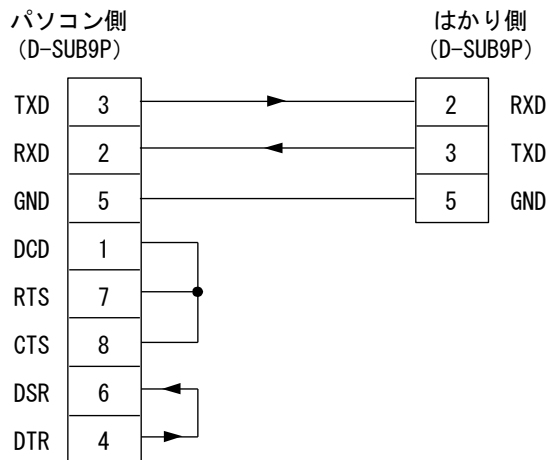 パソコン側 はかり側
(D-SUB9P) (D-SUB9P)
TXD 3 2 RXD
RXD 2 3 TXD
GND 5 5 GND
DCD 1
RTS 7
CTS 8
DSR 6
DTR 4